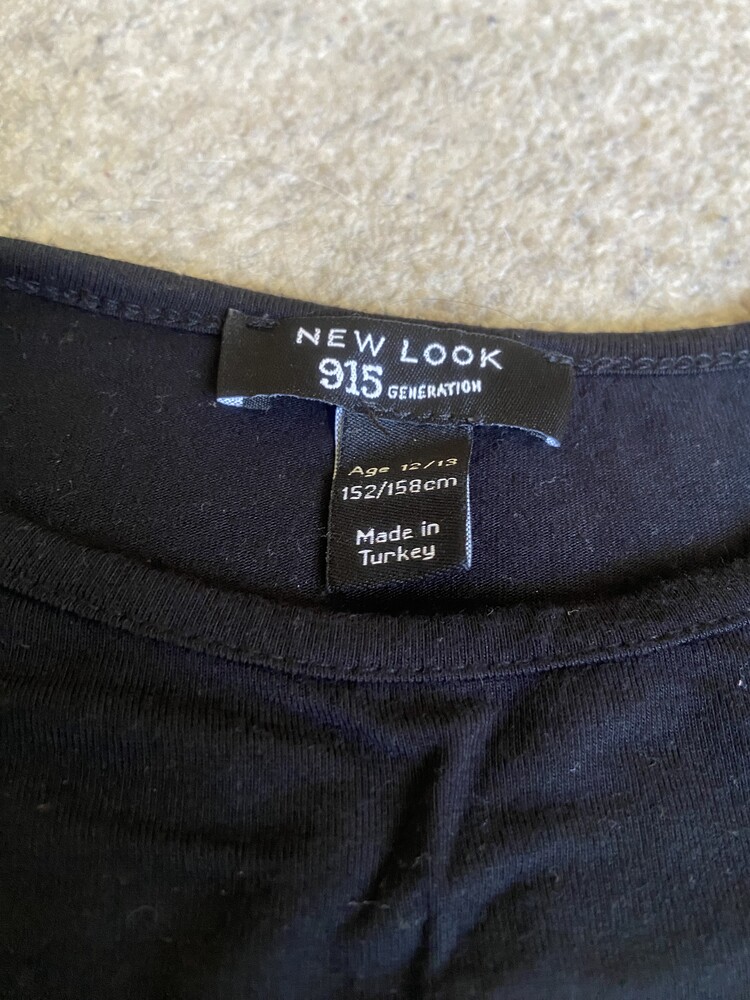 NEW LOOK
915 GENERATION
Age 12/13
152/158cm
Made in
Turkey